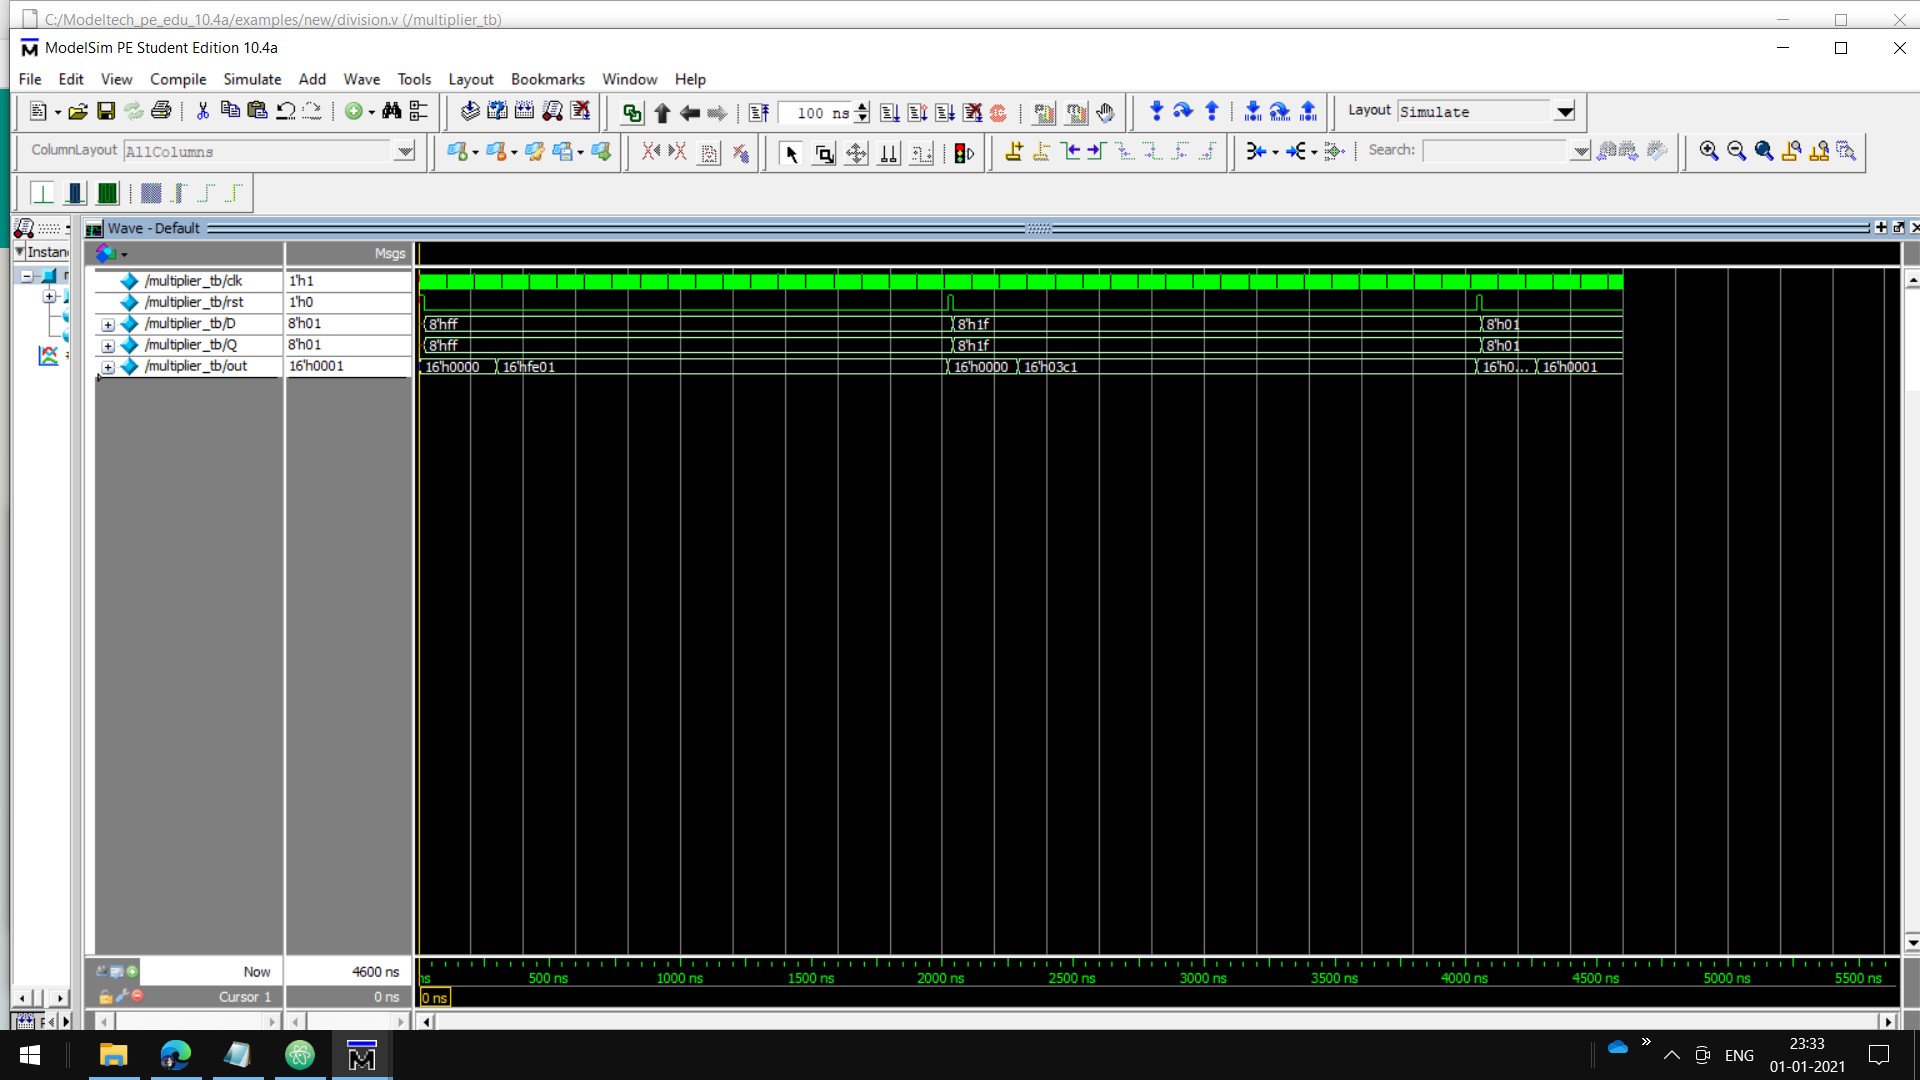 C:/Modeltech_pe_edu_10.4a/examples/new/division.v (/multiplier_tb)
ModelSim PE Student Edition 10.4a
File Edit View Compile Simulate Add Wave Tools Layout Bookmarks Window Help
100 ns Layout Simulate
ColumnLayout AllColumns Search:
Wave - Default
Instan
Msgs
/multiplier_tb/clk 1'h1
/multiplier_tb/rst 1'h0
/multiplier_tb/D 8'h01 8'hff 8'h1f 8'h01
/multiplier_tb/Q 8'h01 8'hff 8'h1f 8'h01
/multiplier_tb/out 16'h0001 16'h0000 16'hfe01 16'h0000 16'h03c1 16'h0... 16'h0001
Now 4600 ns ns 500 ns 1000 ns 1500 ns 2000 ns 2500 ns 3000 ns 3500 ns 4000 ns 4500 ns 5000 ns 5500 ns
Cursor 1 0 ns 0 ns
ENG
23:33
01-01-2021